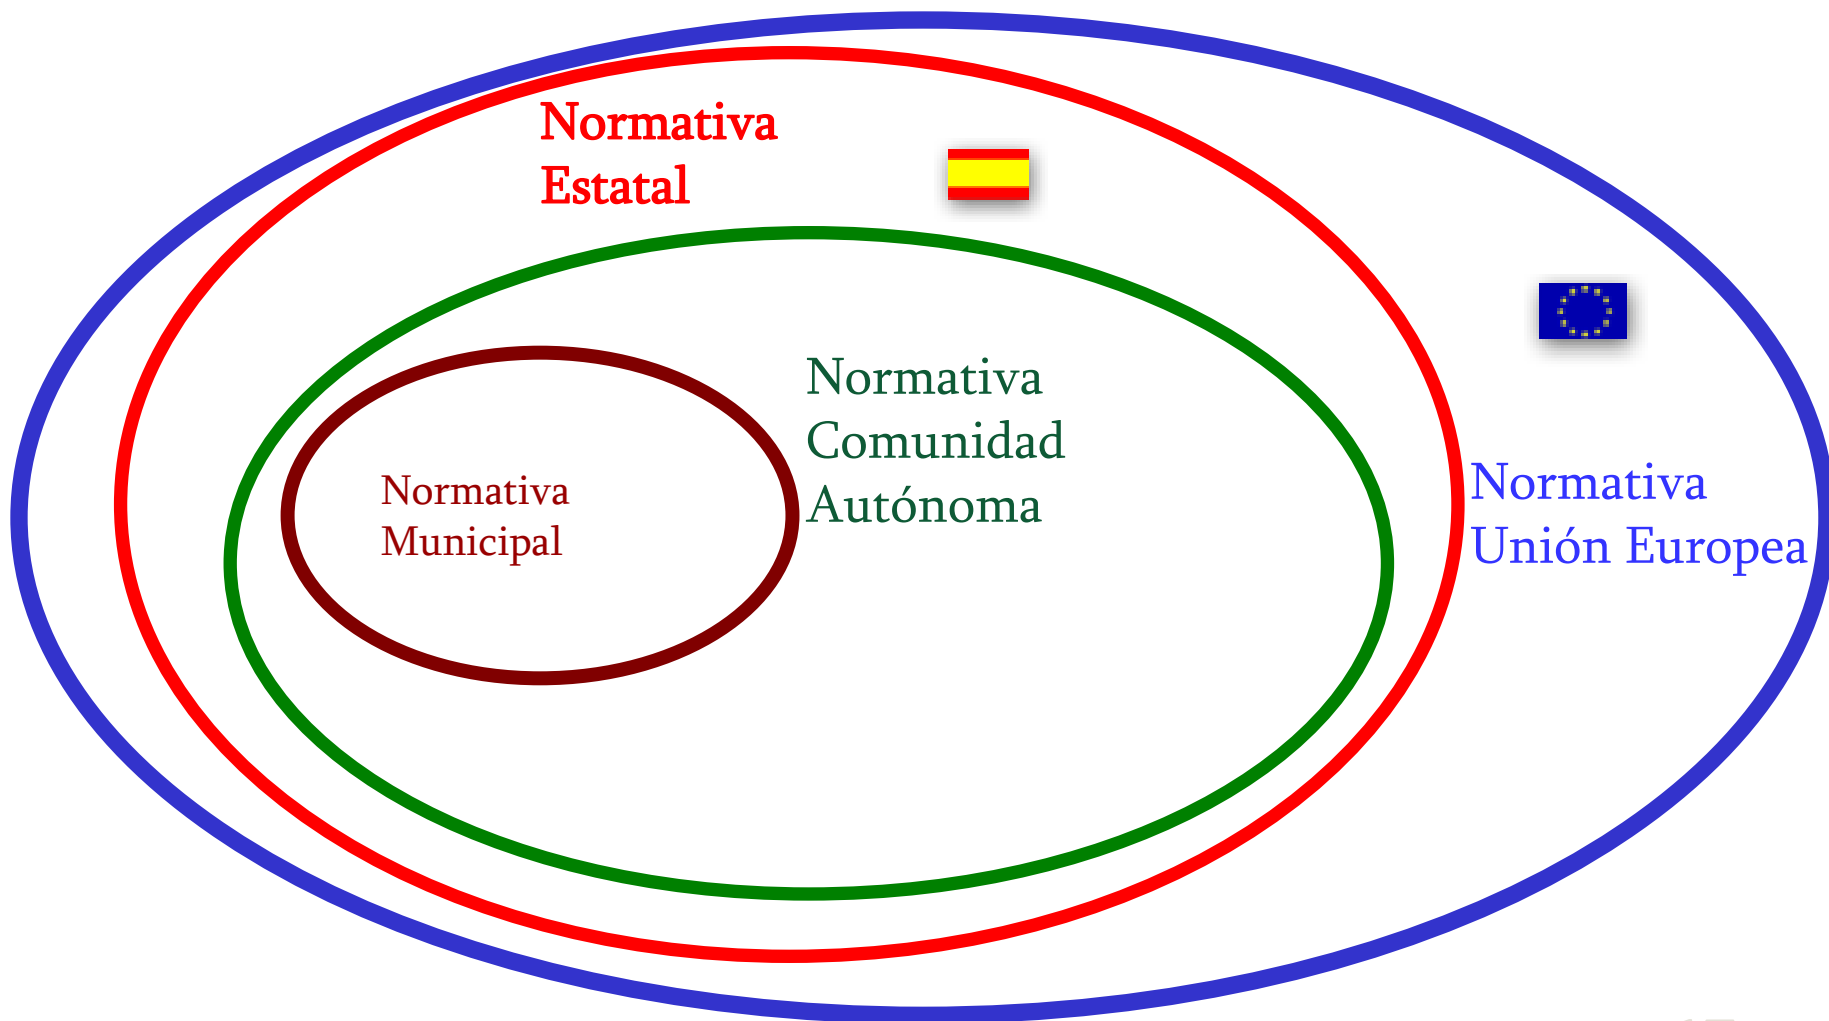 Normativa
Estatal
Normativa
Comunidad
Autónoma
Normativa
Municipal
Normativa
Unión Europea